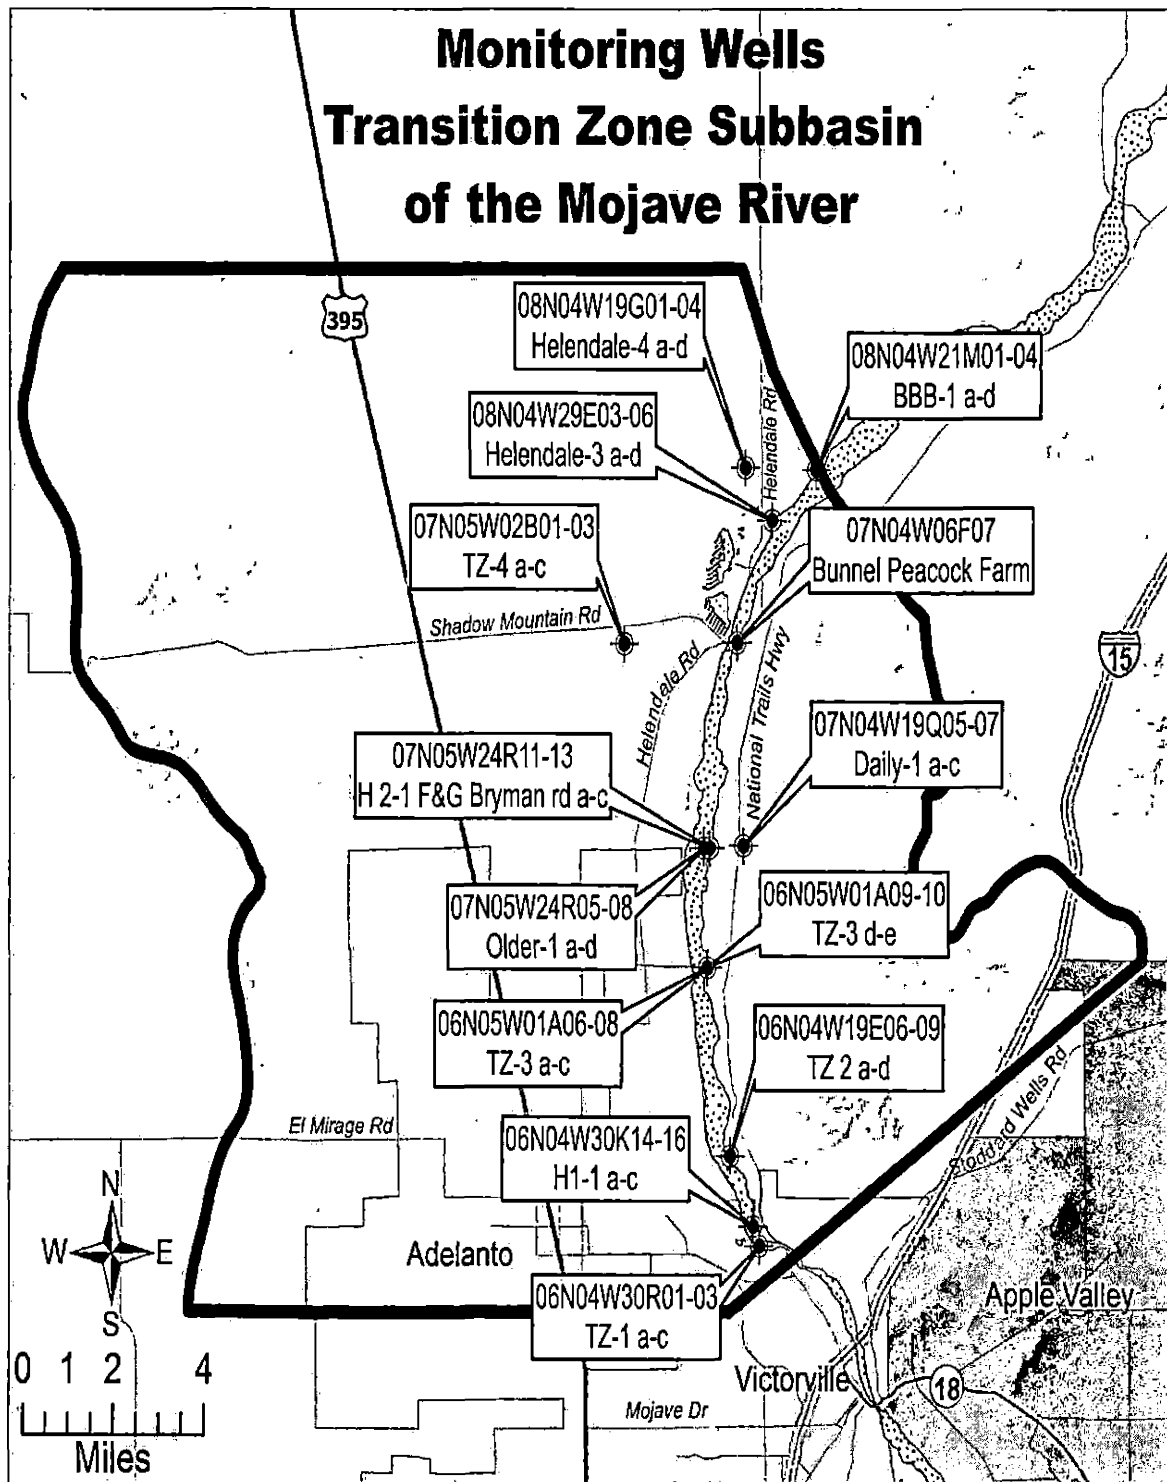 Monitoring Wells
Transition Zone Subbasin
of the Mojave River
395
08N04W19G01-04
Helendale-4 a-d
08N04W21M01-04
BBB-1 a-d
08N04W29E03-06
Helendale-3 a-d
Helendale Rd
07N05W02B01-03
TZ-4 a-c
07N04W06F07
Bunnel Peacock Farm
Shadow Mountain Rd
15
Helendale Rd
National Trails Hwy
07N04W19Q05-07
Daily-1 a-c
07N05W24R11-13
H 2-1 F&G Bryman rd a-c
06N05W01A09-10
TZ-3 d-e
07N05W24R05-08
Older-1 a-d
06N05W01A06-08
TZ-3 a-c
06N04W19E06-09
TZ 2 a-d
Stoddard Wells Rd
El Mirage Rd
06N04W30K14-16
H1-1 a-c
N
W E
S
Adelanto
06N04W30R01-03
TZ-1 a-c
Apple Valley
0 1 2 4
Miles
Victorville
18
Mojave Dr